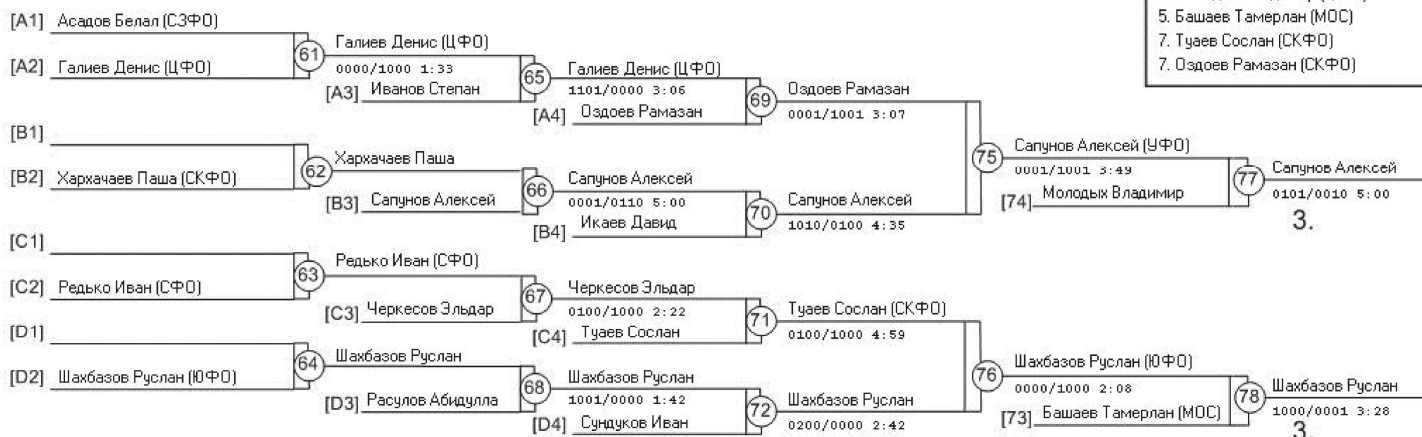 5. Башаев Тамерлан (МОС)
7. Туаев Сослан (СКФО)
7. Оздоев Рамазан (СКФО)
[A1] Асадов Белал (СЗФО)
61
Галиев Денис (ЦФО)
0000/1000 1:33
[A2] Галиев Денис (ЦФО)
[A3] Иванов Степан
65
Галиев Денис (ЦФО)
1101/0000 3:06
[A4] Оздоев Рамазан
69
Оздоев Рамазан
0001/1001 3:07
[B1]
[B2] Хархачаев Паша (СКФО)
62
Хархачаев Паша
[B3] Сапунов Алексей
66
Сапунов Алексей
0001/0110 5:00
[B4] Икаев Давид
70
Сапунов Алексей
1010/0100 4:35
75
Сапунов Алексей (УФО)
0001/1001 3:49
[74] Молодых Владимир
77
Сапунов Алексей
0101/0010 5:00
3.
[C1]
[C2] Редько Иван (СФО)
63
Редько Иван (СФО)
[C3] Черкесов Эльдар
67
Черкесов Эльдар
0100/1000 2:22
[C4] Туаев Сослан
71
Туаев Сослан (СКФО)
0100/1000 4:59
[D1]
[D2] Шахбазов Руслан (ЮФО)
64
Шахбазов Руслан
[D3] Расулов Абидулла
68
Шахбазов Руслан
1001/0000 1:42
[D4] Сундуков Иван
72
Шахбазов Руслан
0200/0000 2:42
76
Шахбазов Руслан (ЮФО)
0000/1000 2:08
[73] Башаев Тамерлан (МОС)
78
Шахбазов Руслан
1000/0001 3:28
3.